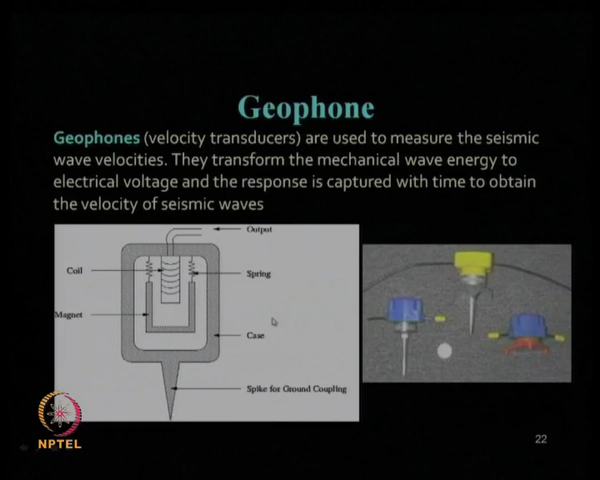 Geophone
Geophones (velocity transducers) are used to measure the seismic
wave velocities. They transform the mechanical wave energy to
electrical voltage and the response is captured with time to obtain
the velocity of seismic waves
Output
Coil
Spring
Magnet
Case
Spike for Ground Coupling
NPTEL
22